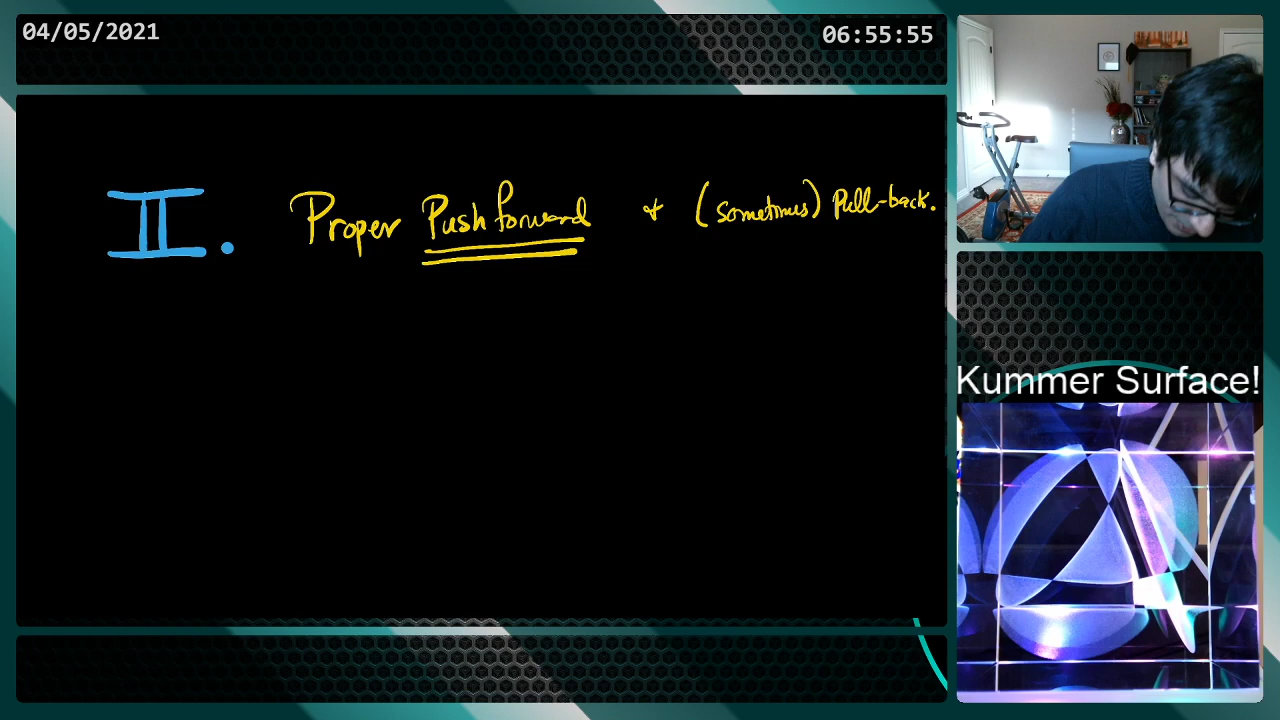 04/05/2021
06:55:55
II. Proper Pushforward + (sometimes) Pull-back.
Kummer Surface!